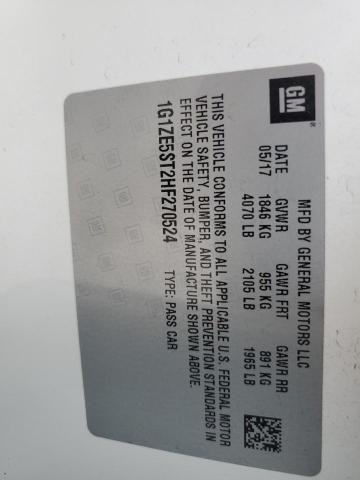 GM®
MFD BY GENERAL MOTORS LLC
DATE GVWR GAWR FRT GAWR RR
05/17 1846 KG 955 KG 891 KG
4070 LB 2105 LB 1965 LB
THIS VEHICLE CONFORMS TO ALL APPLICABLE U.S. FEDERAL MOTOR
VEHICLE SAFETY, BUMPER, AND THEFT PREVENTION STANDARDS IN
EFFECT ON THE DATE OF MANUFACTURE SHOWN ABOVE.
1G1ZE5ST2HF270524 TYPE: PASS CAR